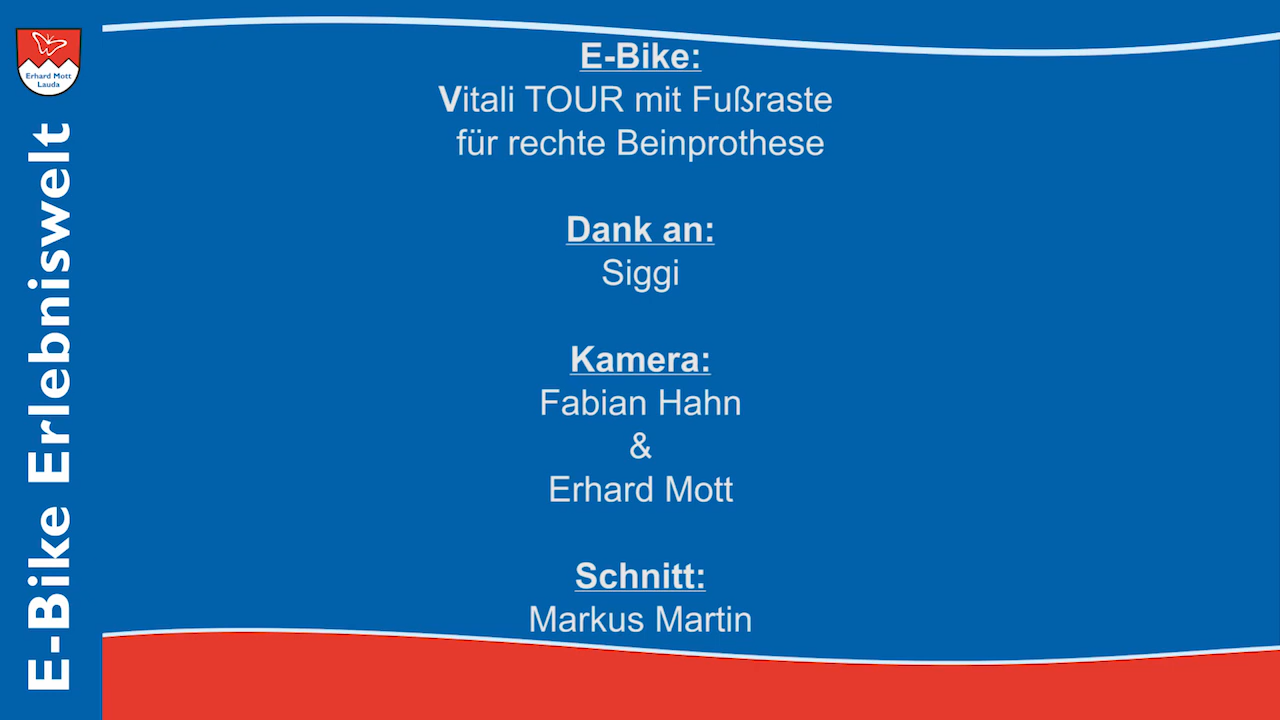 Erhard Mott
Lauda
E-Bike Erlebniswelt
E-Bike:
Vitali TOUR mit Fußraste
für rechte Beinprothese
Dank an:
Siggi
Kamera:
Fabian Hahn
&
Erhard Mott
Schnitt:
Markus Martin